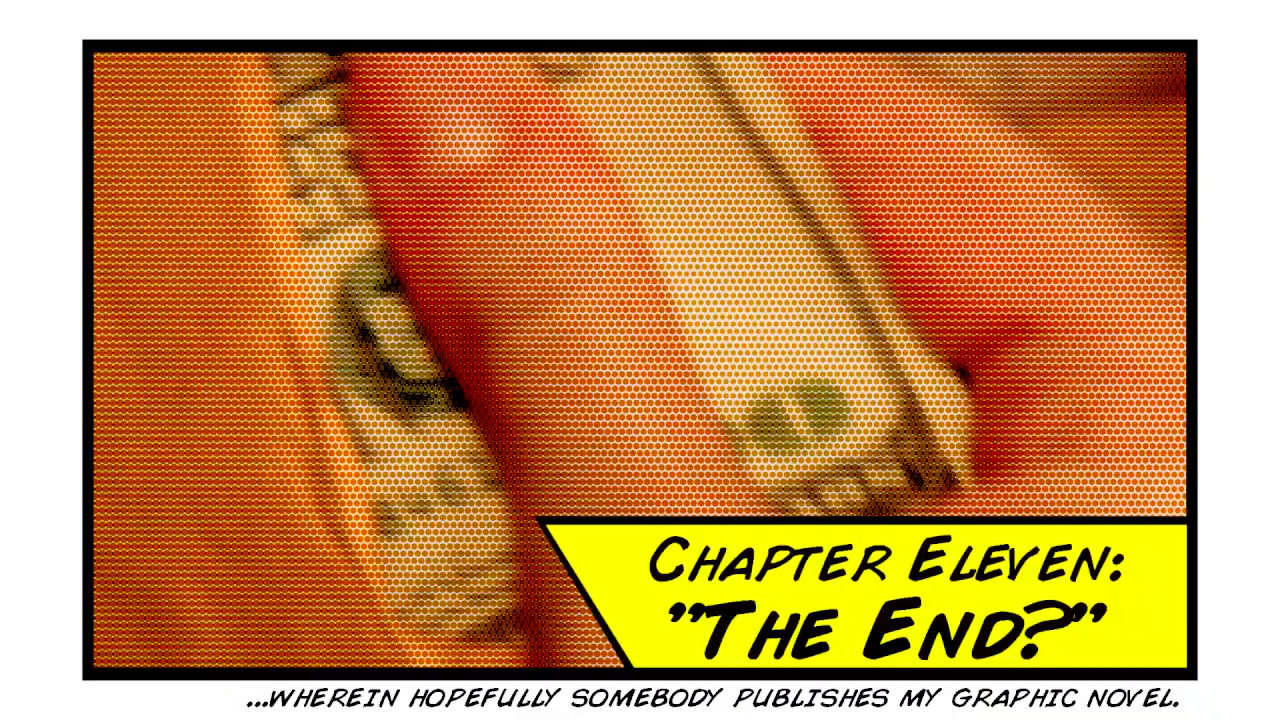 CHAPTER ELEVEN:
"THE END?"
...WHEREIN HOPEFULLY SOMEBODY PUBLISHES MY GRAPHIC NOVEL.